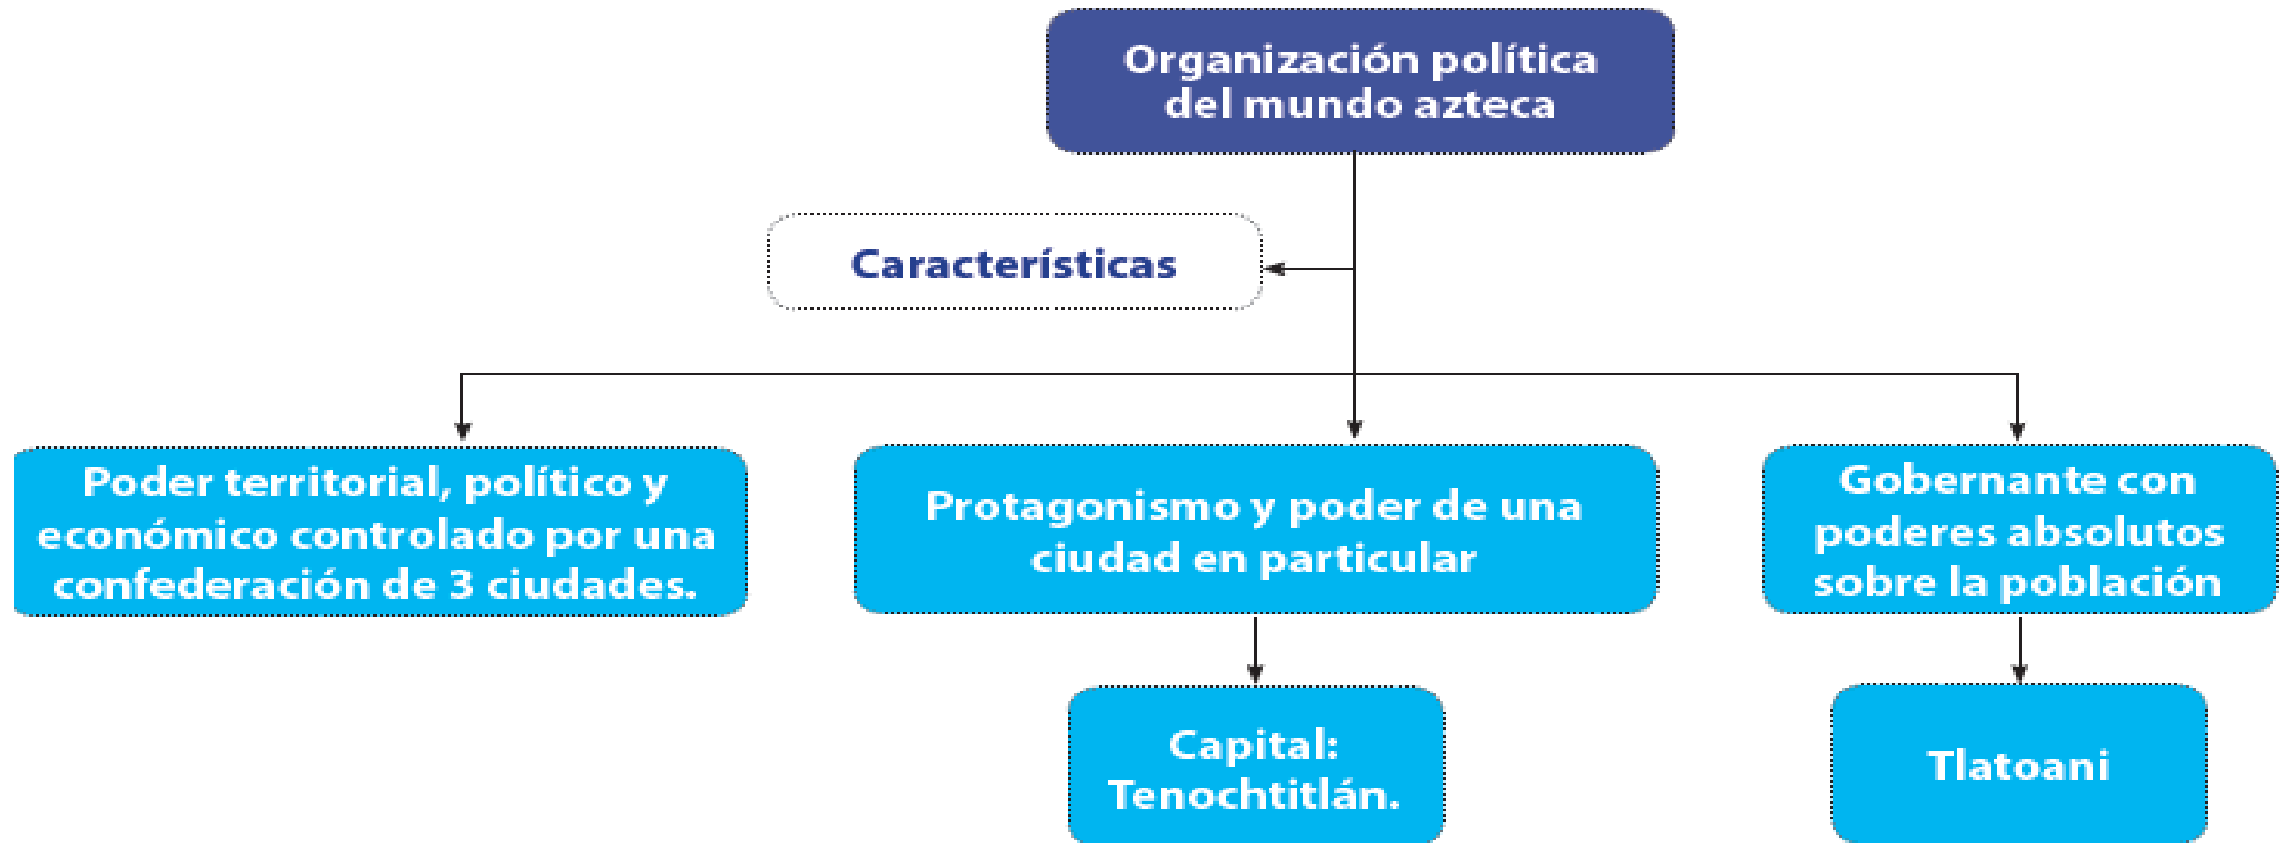 Organización política
del mundo azteca
Características
Poder territorial, político y
económico controlado por una
confederación de 3 ciudades.
Protagonismo y poder de una
ciudad en particular
Gobernante con
poderes absolutos
sobre la población
Capital:
Tenochtitlán.
Tlatoani